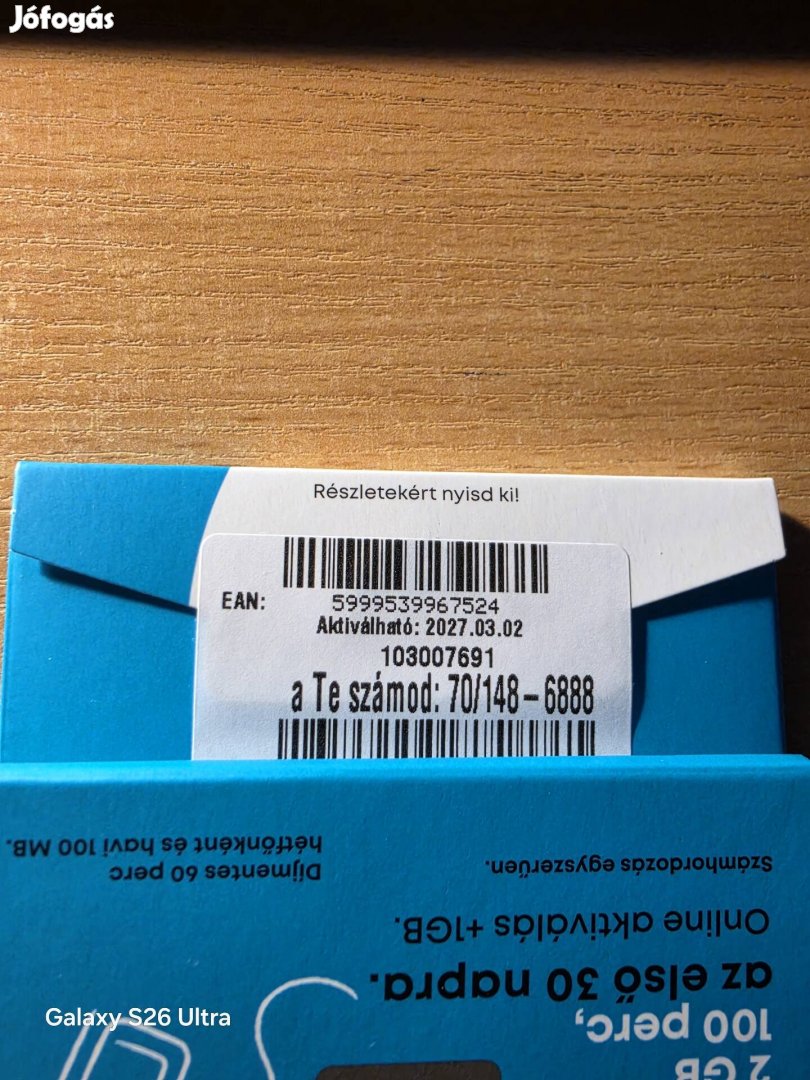 Jófogás
Részletekért nyisd ki!
EAN:
5999539967524
Aktiválható: 2027.03.02
103007691
a Te számod: 70/148-6888
2 GB
100 perc,
az első 30 napra.
Online aktiválás +1GB.
Számhordozás egyszerűen.
Díjmentes 60 perc
hétfőnként és havi 100 MB.
Galaxy S26 Ultra